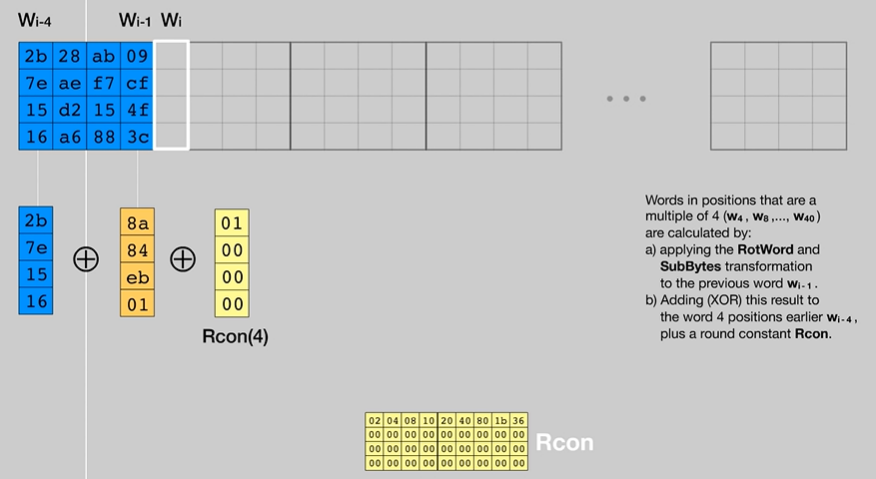 Wi-4 Wi-1 Wi
2b 28 ab 09
7e ae f7 cf
15 d2 15 4f
16 a6 88 3c
2b 8a 01
7e 84 00
15 eb 00
16 01 00
Rcon(4)
Words in positions that are a
multiple of 4 (w4 , w8 ,..., w40 )
are calculated by:
a) applying the RotWord and
SubBytes transformation
to the previous word wi-1 .
b) Adding (XOR) this result to
the word 4 positions earlier wi-4 ,
plus a round constant Rcon.
02 04 08 10 20 40 80 1b 36
00 00 00 00 00 00 00 00 00
00 00 00 00 00 00 00 00 00
00 00 00 00 00 00 00 00 00
Rcon